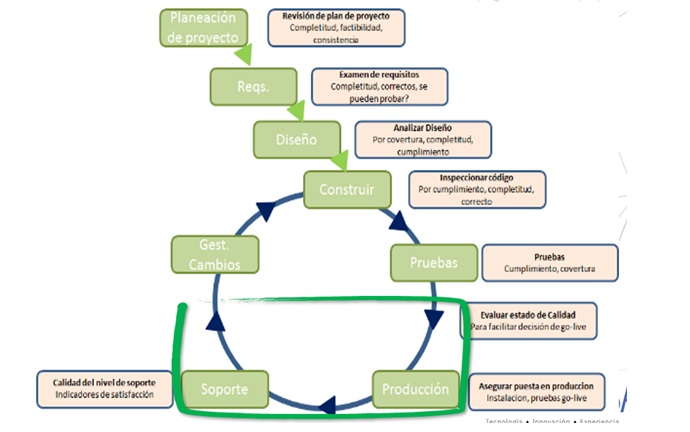 Planeación
de proyecto
Revisión de plan de proyecto
Completitud, factibilidad,
consistencia
Reqs.
Examen de requisitos
Completitud, correctos, se
pueden probar?
Diseño
Analizar Diseño
Por covertura, completitud,
cumplimiento
Construir
Inspeccionar código
Por cumplimiento, completitud,
correcto
Gest.
Cambios
Pruebas
Pruebas
Cumplimiento, covertura
Evaluar estado de Calidad
Para facilitar decisión de go-live
Calidad del nivel de soporte
Indicadores de satisfacción
Soporte
Producción
Asegurar puesta en produccion
Instalacion, pruebas go-live
Tecnología • Innovación • Experiencia